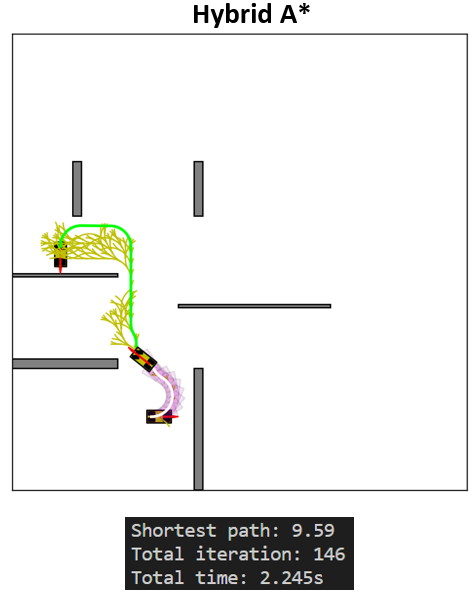 Hybrid A*
Shortest path: 9.59
Total iteration: 146
Total time: 2.245s